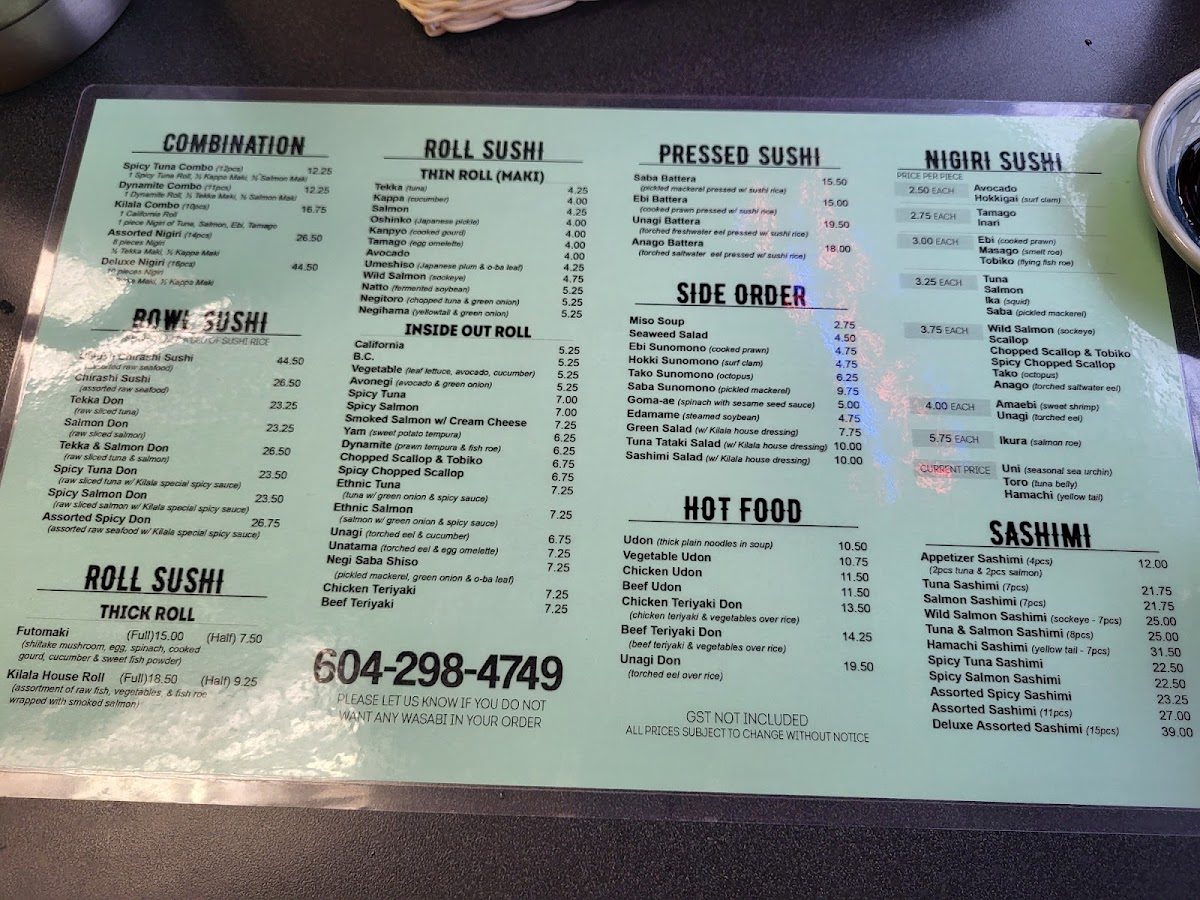 COMBINATION
Spicy Tuna Combo (12pcs) 12.25
1 Spicy Tuna Roll, ½ Kappa Maki, ½ Salmon Maki
Dynamite Combo (11pcs) 12.25
1 Dynamite Roll, ½ Tekka Maki, ½ Salmon Maki
Kilala Combo (10pcs) 16.75
1 California Roll
1 piece Nigiri of Tuna, Salmon, Ebi, Tamago
Assorted Nigiri (14pcs) 26.50
8 pieces Nigiri
½ Tekka Maki, ½ Kappa Maki
Deluxe Nigiri (16pcs) 44.50
10 pieces Nigiri
Maki, ½ Kappa Maki
BOWL SUSHI
OF SUSHI RICE
Chirashi Sushi 44.50
(assorted raw seafood)
Chirashi Sushi 26.50
(assorted raw seafood)
Tekka Don 23.25
(raw sliced tuna)
Salmon Don 23.25
(raw sliced salmon)
Tekka & Salmon Don 26.50
(raw sliced tuna & salmon)
Spicy Tuna Don 23.50
(raw sliced tuna w/ Kilala special spicy sauce)
Spicy Salmon Don 23.50
(raw sliced salmon w/ Kilala special spicy sauce)
Assorted Spicy Don 26.75
(assorted raw seafood w/ Kilala special spicy sauce)
ROLL SUSHI
THICK ROLL
Futomaki (Full)15.00 (Half) 7.50
(shiitake mushroom, egg, spinach, cooked
gourd, cucumber & sweet fish powder)
Kilala House Roll (Full)18.50 (Half) 9.25
(assortment of raw fish, vegetables, & fish roe
wrapped with smoked salmon)
ROLL SUSHI
THIN ROLL (MAKI)
Tekka (tuna) 4.25
Kappa (cucumber) 4.00
Salmon 4.25
Oshinko (Japanese pickle) 4.00
Kanpyo (cooked gourd) 4.00
Tamago (egg omelette) 4.00
Avocado 4.00
Umeshiso (Japanese plum & o-ba leaf) 4.25
Wild Salmon (sockeye) 4.75
Natto (fermented soybean) 5.25
Negitoro (chopped tuna & green onion) 5.25
Negihama (yellowtail & green onion) 5.25
INSIDE OUT ROLL
California 5.25
B.C. 5.25
Vegetable (leaf lettuce, avocado, cucumber) 5.25
Avonegi (avocado & green onion) 5.25
Spicy Tuna 7.00
Spicy Salmon 7.00
Smoked Salmon w/ Cream Cheese 7.25
Yam (sweet potato tempura) 6.25
Dynamite (prawn tempura & fish roe) 6.25
Chopped Scallop & Tobiko 6.75
Spicy Chopped Scallop 6.75
Ethnic Tuna 7.25
(tuna w/ green onion & spicy sauce)
Ethnic Salmon 7.25
(salmon w/ green onion & spicy sauce)
Unagi (torched eel & cucumber) 6.75
Unatama (torched eel & egg omelette) 7.25
Negi Saba Shiso 7.25
(pickled mackerel, green onion & o-ba leaf)
Chicken Teriyaki 7.25
Beef Teriyaki 7.25
604-298-4749
PLEASE LET US KNOW IF YOU DO NOT
WANT ANY WASABI IN YOUR ORDER
PRESSED SUSHI
Saba Battera 15.50
(pickled mackerel pressed w/ sushi rice)
Ebi Battera 15.00
(cooked prawn pressed w/ sushi rice)
Unagi Battera 19.50
(torched freshwater eel pressed w/ sushi rice)
Anago Battera 18.00
(torched saltwater eel pressed w/ sushi rice)
SIDE ORDER
Miso Soup 2.75
Seaweed Salad 4.50
Ebi Sunomono (cooked prawn) 4.75
Hokki Sunomono (surf clam) 4.75
Tako Sunomono (octopus) 6.25
Saba Sunomono (pickled mackerel) 9.75
Goma-ae (spinach with sesame seed sauce) 5.00
Edamame (steamed soybean) 4.75
Green Salad (w/ Kilala house dressing) 7.75
Tuna Tataki Salad (w/ Kilala house dressing) 10.00
Sashimi Salad (w/ Kilala house dressing) 10.00
HOT FOOD
Udon (thick plain noodles in soup) 10.50
Vegetable Udon 10.75
Chicken Udon 11.50
Beef Udon 11.50
Chicken Teriyaki Don 13.50
(chicken teriyaki & vegetables over rice)
Beef Teriyaki Don 14.25
(beef teriyaki & vegetables over rice)
Unagi Don 19.50
(torched eel over rice)
GST NOT INCLUDED
ALL PRICES SUBJECT TO CHANGE WITHOUT NOTICE
NIGIRI SUSHI
PRICE PER PIECE
2.50 EACH Avocado
Hokkigai (surf clam)
2.75 EACH Tamago
Inari
3.00 EACH Ebi (cooked prawn)
Masago (smelt roe)
Tobiko (flying fish roe)
3.25 EACH Tuna
Salmon
Ika (squid)
Saba (pickled mackerel)
3.75 EACH Wild Salmon (sockeye)
Scallop
Chopped Scallop & Tobiko
Spicy Chopped Scallop
Tako (octopus)
Anago (torched saltwater eel)
4.00 EACH Amaebi (sweet shrimp)
Unagi (torched eel)
5.75 EACH Ikura (salmon roe)
CURRENT PRICE Uni (seasonal sea urchin)
Toro (tuna belly)
Hamachi (yellow tail)
SASHIMI
Appetizer Sashimi (4pcs) 12.00
(2pcs tuna & 2pcs salmon)
Tuna Sashimi (7pcs) 21.75
Salmon Sashimi (7pcs) 21.75
Wild Salmon Sashimi (sockeye - 7pcs) 25.00
Tuna & Salmon Sashimi (8pcs) 25.00
Hamachi Sashimi (yellow tail - 7pcs) 31.50
Spicy Tuna Sashimi 22.50
Spicy Salmon Sashimi 22.50
Assorted Spicy Sashimi 23.25
Assorted Sashimi (11pcs) 27.00
Deluxe Assorted Sashimi (15pcs) 39.00